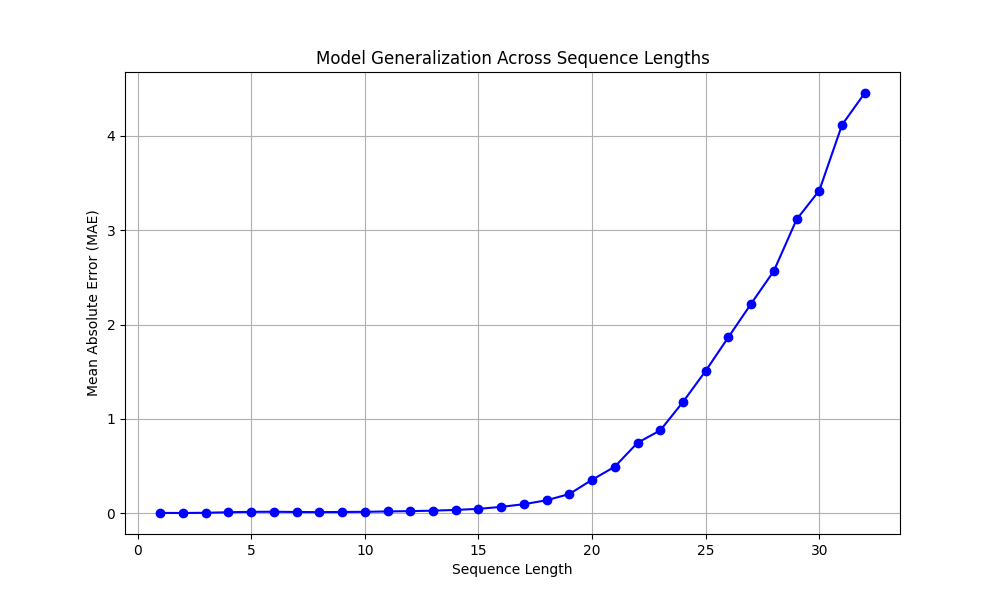 Model Generalization Across Sequence Lengths
Mean Absolute Error (MAE)
4
3
2
1
0
0 5 10 15 20 25 30
Sequence Length